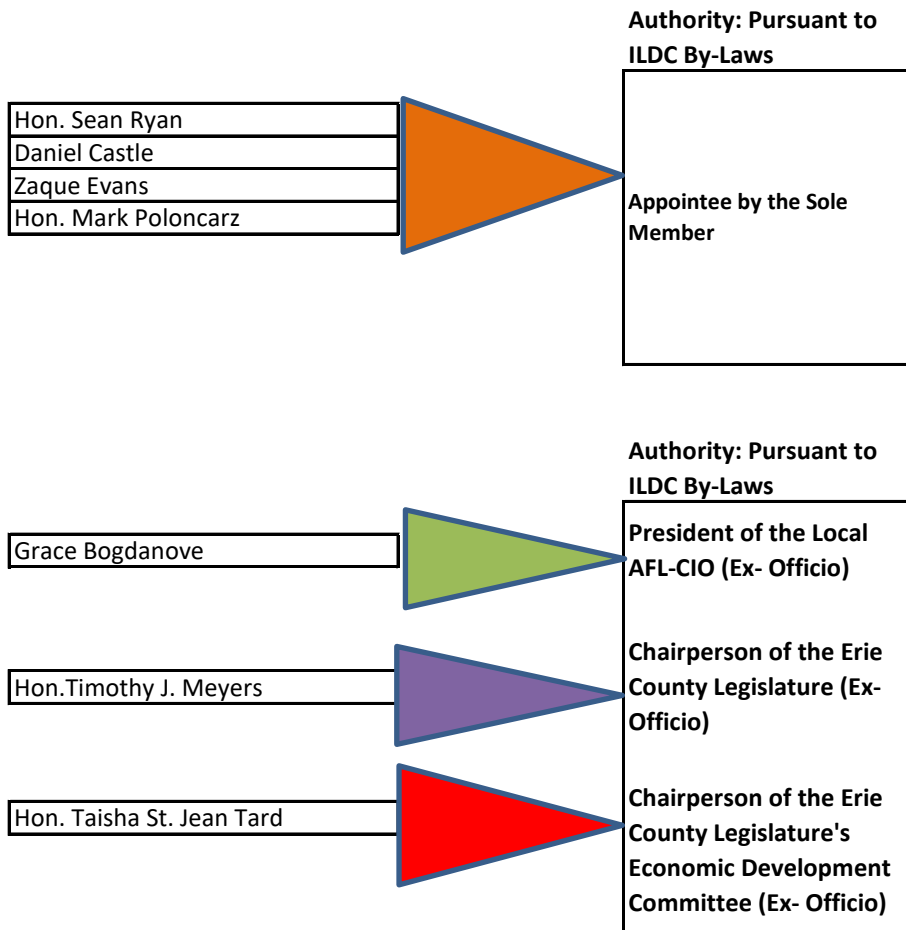 Authority: Pursuant to
ILDC By-Laws
Hon. Sean Ryan
Daniel Castle
Zaque Evans
Hon. Mark Poloncarz
Appointee by the Sole
Member
Authority: Pursuant to
ILDC By-Laws
Grace Bogdanove
President of the Local
AFL-CIO (Ex- Officio)
Hon.Timothy J. Meyers
Chairperson of the Erie
County Legislature (Ex-
Officio)
Hon. Taisha St. Jean Tard
Chairperson of the Erie
County Legislature's
Economic Development
Committee (Ex- Officio)